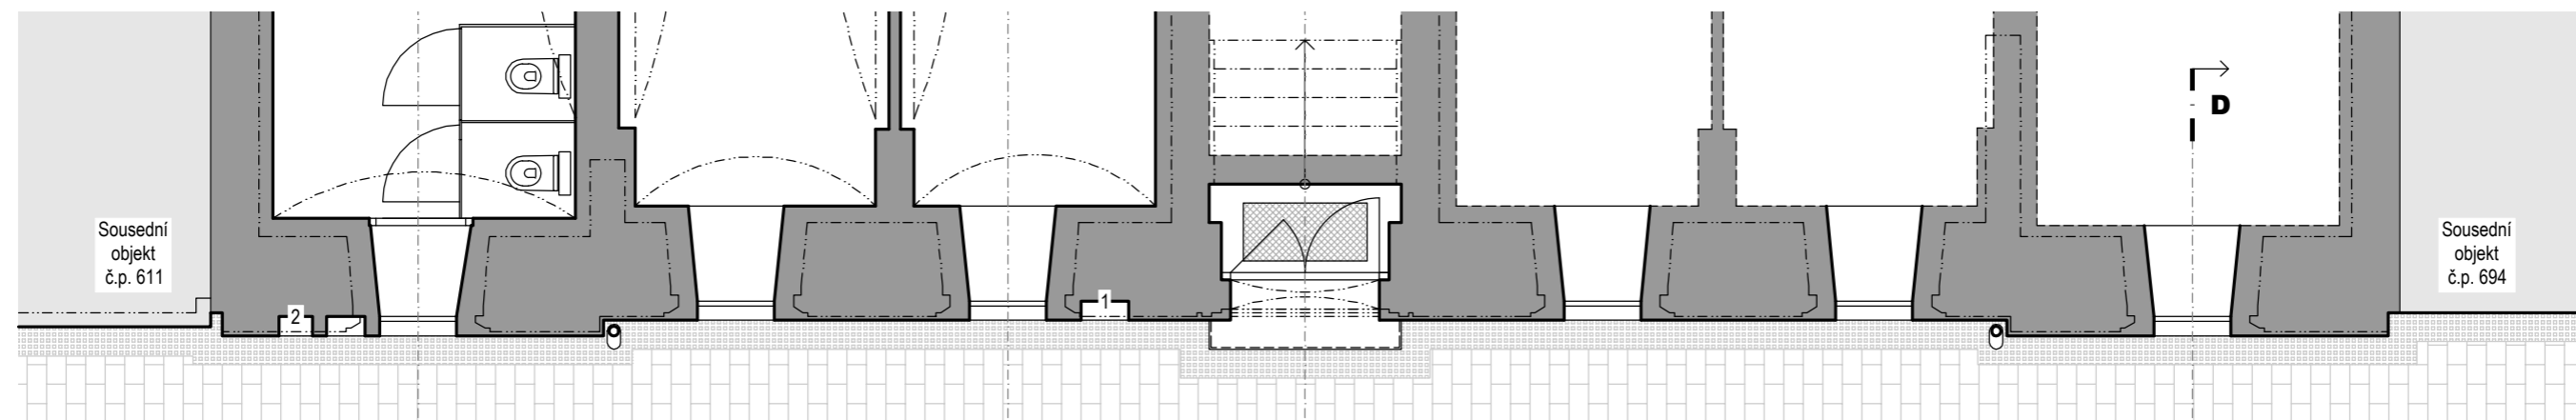 D
Sousední
objekt
č.p. 611
Sousední
objekt
č.p. 694
2
1